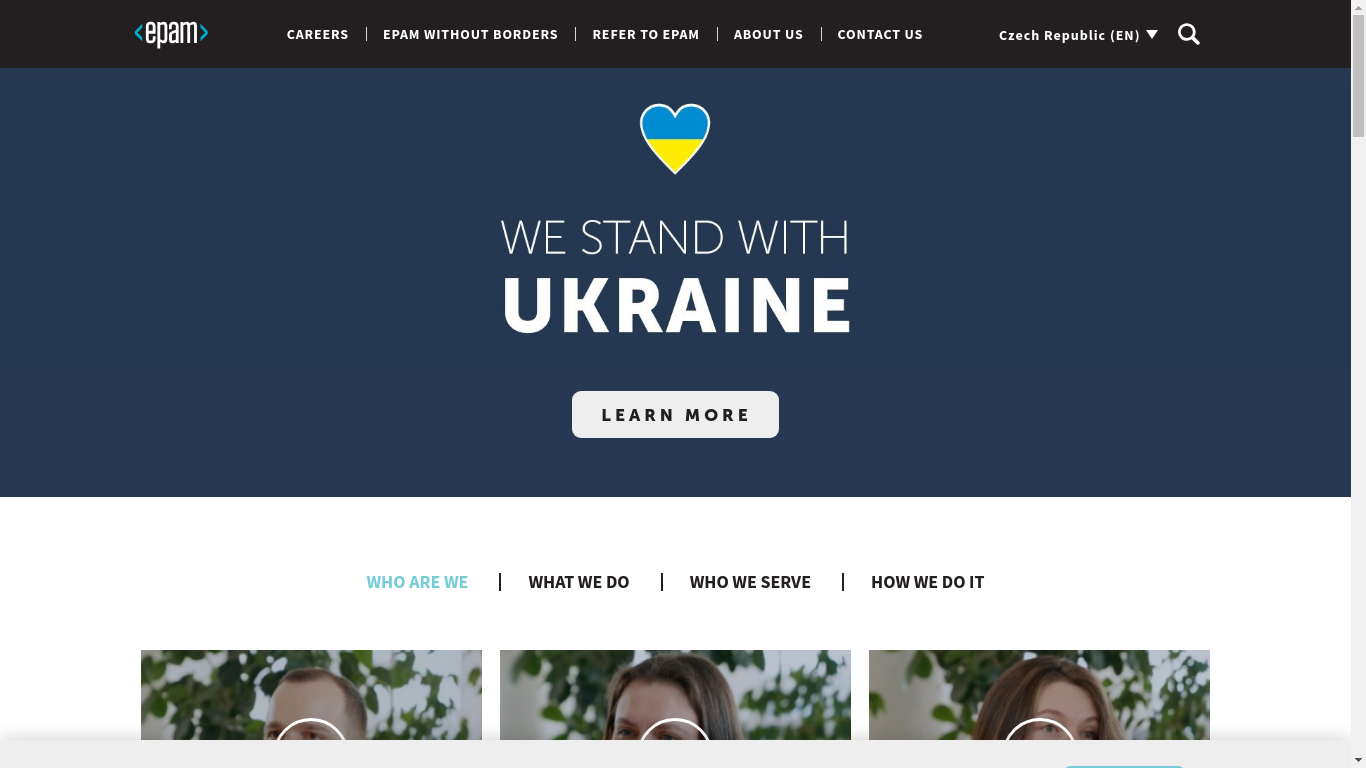 <epam>
CAREERS
EPAM WITHOUT BORDERS
REFER TO EPAM
ABOUT US
CONTACT US
Czech Republic (EN)
WE STAND WITH
UKRAINE
LEARN MORE
WHO ARE WE
WHAT WE DO
WHO WE SERVE
HOW WE DO IT